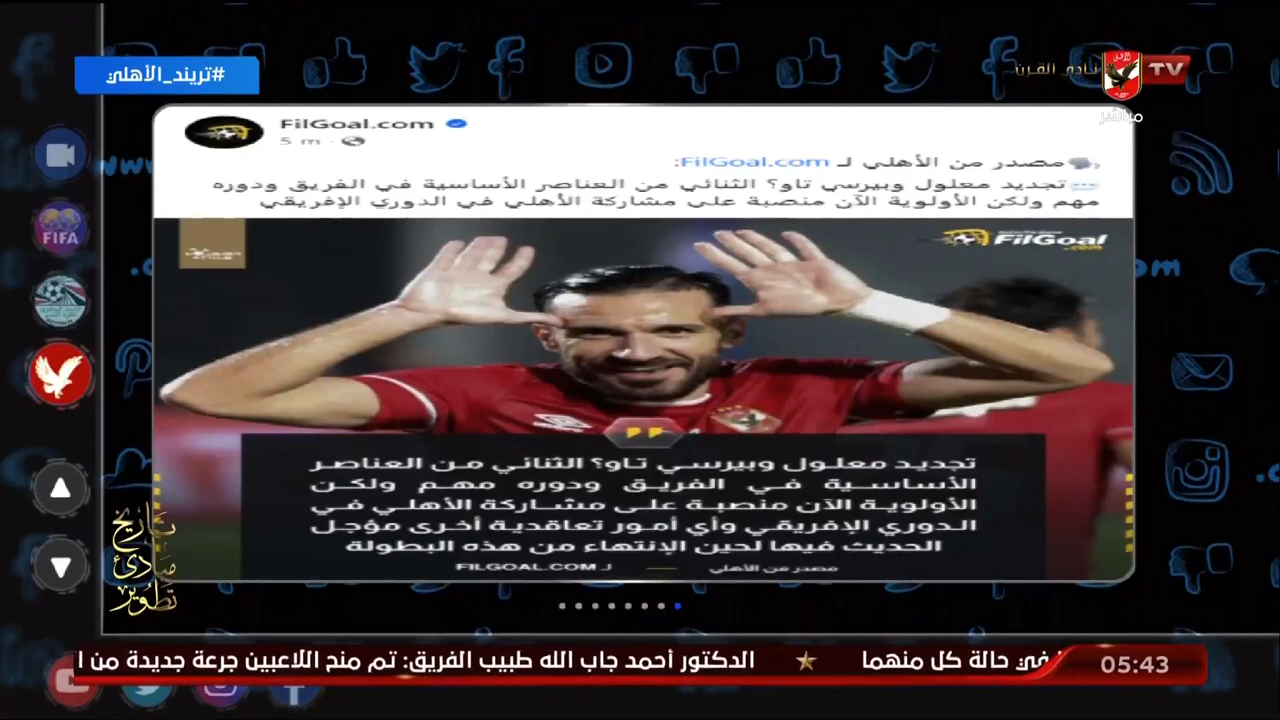 #تريند_الأهلي
نادي القرن
TV
مباشر
FilGoal.com
5 m
مصدر من الأهلي لـ FilGoal.com:
تجديد معلول وبيرسي تاو؟ الثنائي من العناصر الأساسية في الفريق ودوره
مهم ولكن الأولوية الآن منصبة على مشاركة الأهلي في الدوري الإفريقي
FilGoal
.com
FIFA
تجديد معلول وبيرسي تاو؟ الثنائي من العناصر
الأساسية في الفريق ودوره مهم ولكن
الأولوية الآن منصبة على مشاركة الأهلي في
الدوري الإفريقي وأي أمور تعاقدية أخرى مؤجل
الحديث فيها لحين الإنتهاء من هذه البطولة
مصدر من الأهلي لـ FILGOAL.COM
تاريخ
مبادئ
تطوير
في حالة كل منهما ★ الدكتور أحمد جاب الله طبيب الفريق: تم منح اللاعبين جرعة جديدة من ا
05:43